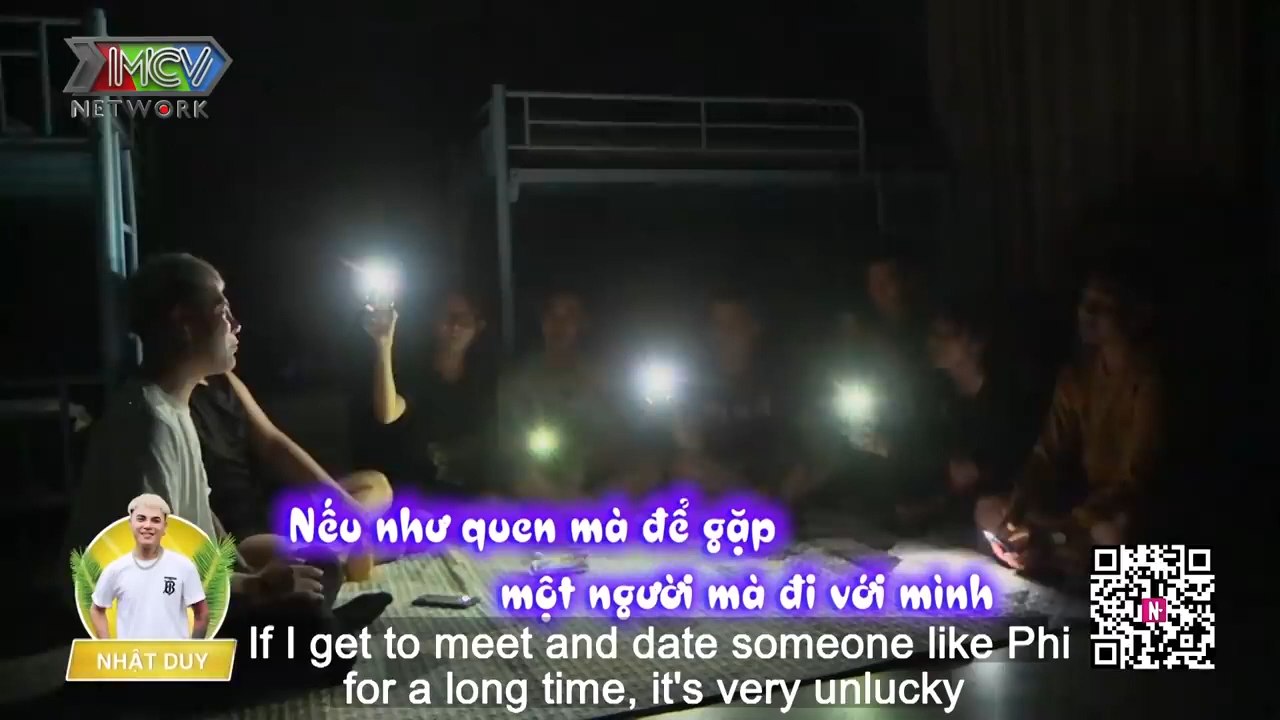 MCV
NETWORK
Nếu như quen mà để gặp
một người mà đi với mình
NHẬT DUY
If I get to meet and date someone like Phi
for a long time, it's very unlucky